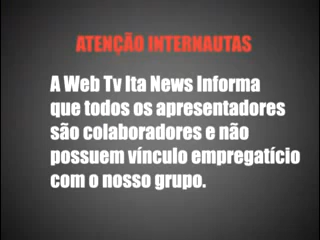 ATENÇÃO INTERNAUTAS
A Web Tv Ita News Informa
que todos os apresentadores
são colaboradores e não
possuem vínculo empregatício
com o nosso grupo.